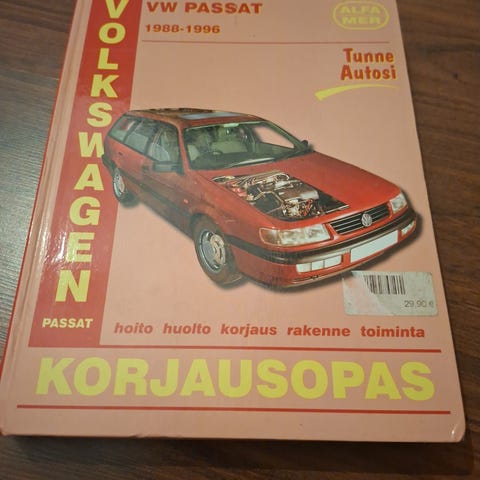 VOLKSWAGEN
PASSAT
VW PASSAT
1988-1996
ALFA
MER
Tunne
Autosi
29,90 €
hoito huolto korjaus rakenne toiminta
KORJAUSOPAS